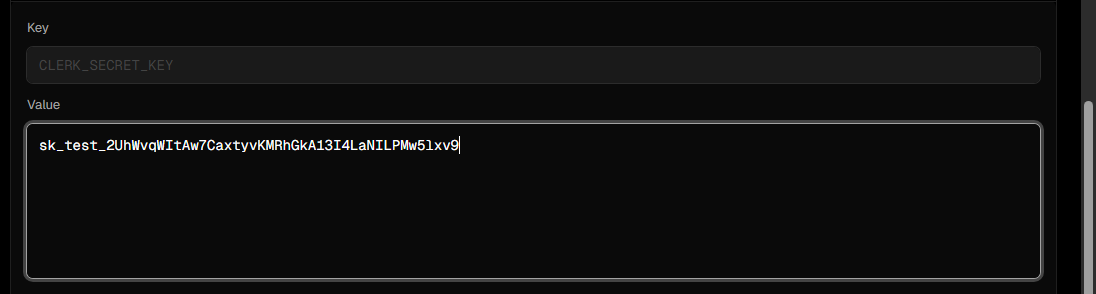 Key
CLERK_SECRET_KEY
Value
sk_test_2UhWvqWItAw7CaxtyvKMRhGkA13I4LaNILPMw5lxv9